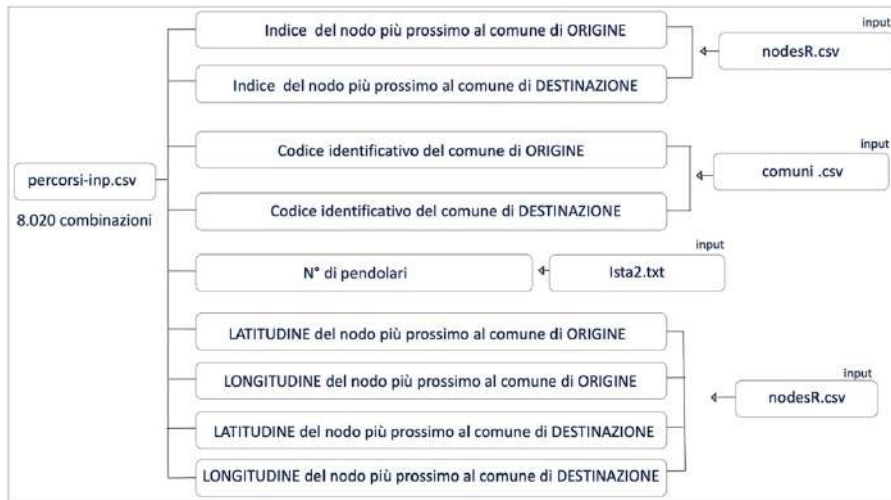 Indice del nodo più prossimo al comune di ORIGINE
input
nodesR.csv
Indice del nodo più prossimo al comune di DESTINAZIONE
Codice identificativo del comune di ORIGINE
input
comuni .csv
percorsi-inp.csv
8.020 combinazioni
Codice identificativo del comune di DESTINAZIONE
input
N° di pendolari
Ista2.txt
LATITUDINE del nodo più prossimo al comune di ORIGINE
LONGITUDINE del nodo più prossimo al comune di ORIGINE
input
nodesR.csv
LATITUDINE del nodo più prossimo al comune di DESTINAZIONE
LONGITUDINE del nodo più prossimo al comune di DESTINAZIONE